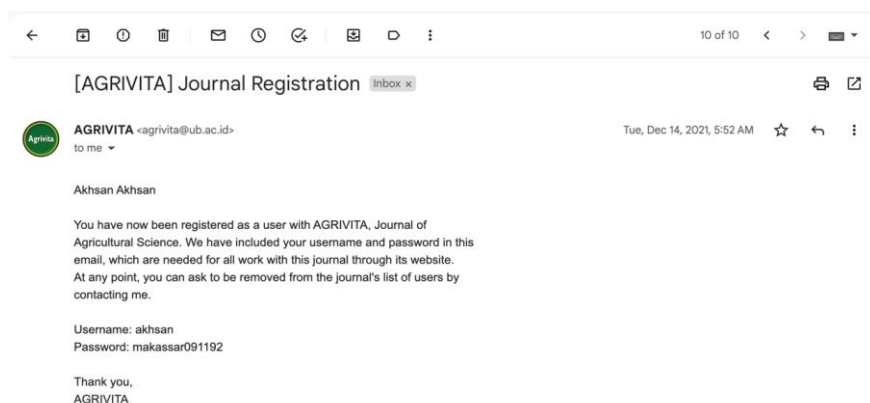 10 of 10
[AGRIVITA] Journal Registration Inbox x
Agrivita
AGRIVITA <agrivita@ub.ac.id>
Tue, Dec 14, 2021, 5:52 AM
to me
Akhsan Akhsan
You have now been registered as a user with AGRIVITA, Journal of
Agricultural Science. We have included your username and password in this
email, which are needed for all work with this journal through its website.
At any point, you can ask to be removed from the journal's list of users by
contacting me.
Username: akhsan
Password: makassar091192
Thank you,
AGRIVITA